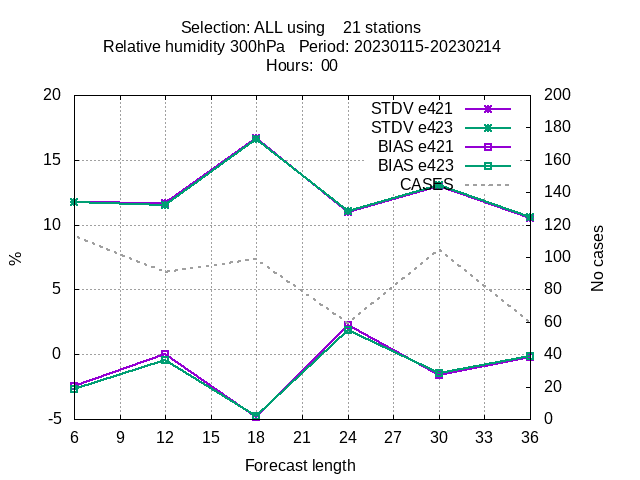 Selection: ALL using    21 stations
Relative humidity 300hPa   Period: 20230115-20230214
Hours:  00
STDV e421
STDV e423
BIAS e421
BIAS e423
CASES
20
15
10
5
0
-5
%
200
180
160
140
120
100
80
60
40
20
0
No cases
6 9 12 15 18 21 24 27 30 33 36
Forecast length